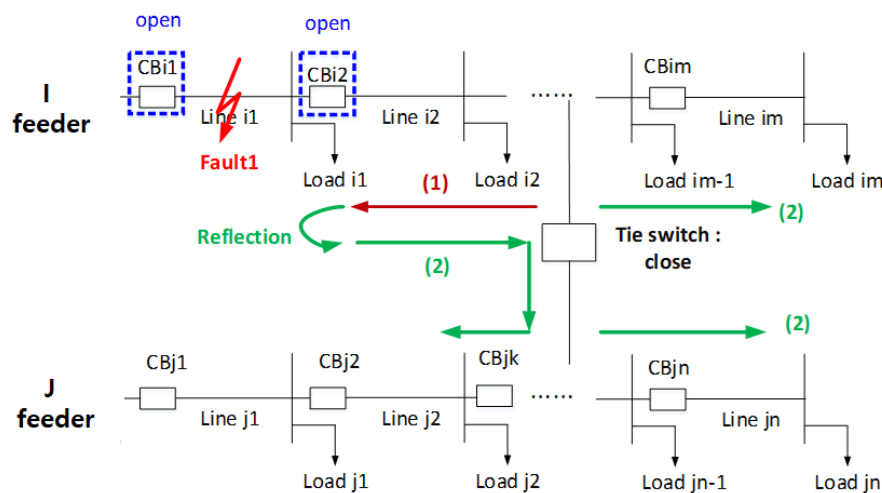 open
open
CBi1
CBi2
CBim
I
feeder
Line i1
Line i2
......
Line im
Fault1
Load i1
Load i2
Load im-1
Load im
(1)
(2)
Reflection
(2)
Tie switch :
close
(2)
J
feeder
CBj1
CBj2
CBjk
CBjn
......
Line j1
Line j2
Line jn
Load j1
Load j2
Load jn-1
Load jn